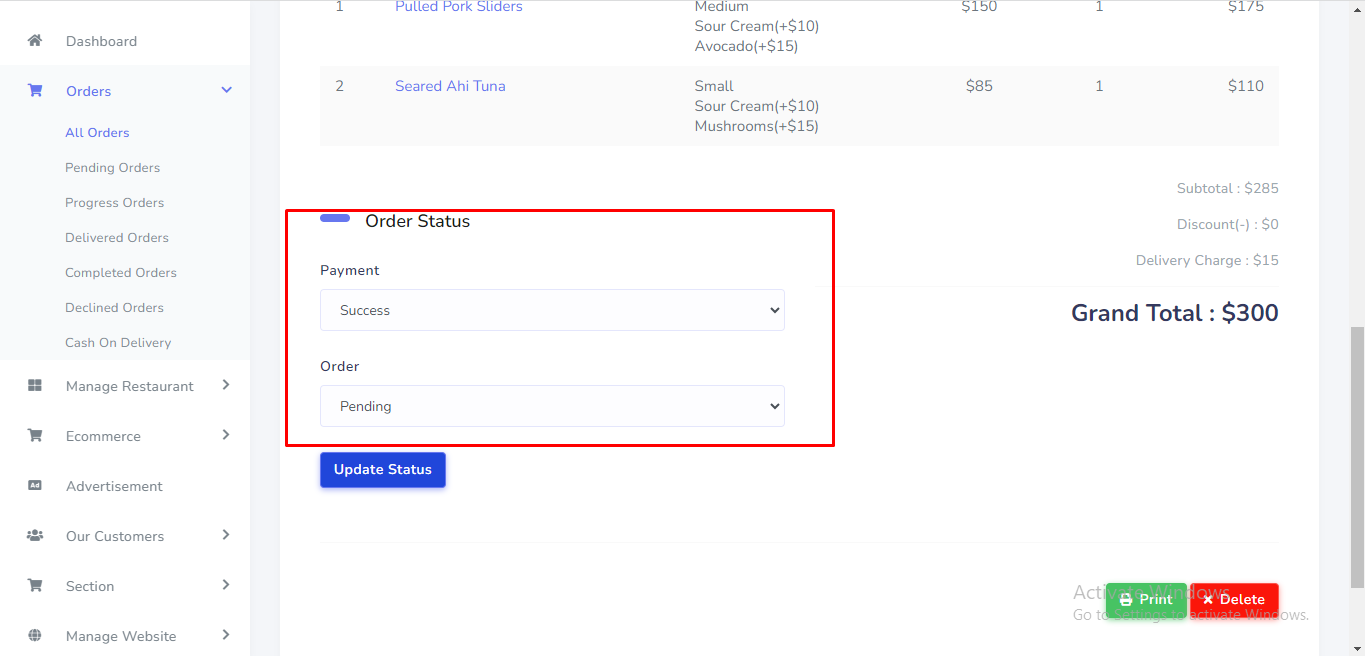 Dashboard
Orders
All Orders
Pending Orders
Progress Orders
Delivered Orders
Completed Orders
Declined Orders
Cash On Delivery
Manage Restaurant
Ecommerce
Ad
Advertisement
Our Customers
Section
Manage Website
1 Pulled Pork Sliders Medium $150 1 $175
Sour Cream(+$10)
Avocado(+$15)
2 Seared Ahi Tuna Small $85 1 $110
Sour Cream(+$10)
Mushrooms(+$15)
Subtotal : $285
Discount(-) : $0
Delivery Charge : $15
Grand Total : $300
Order Status
Payment
Success
Order
Pending
Update Status
Print
Delete
Activate Windows
Go to Settings to activate Windows.